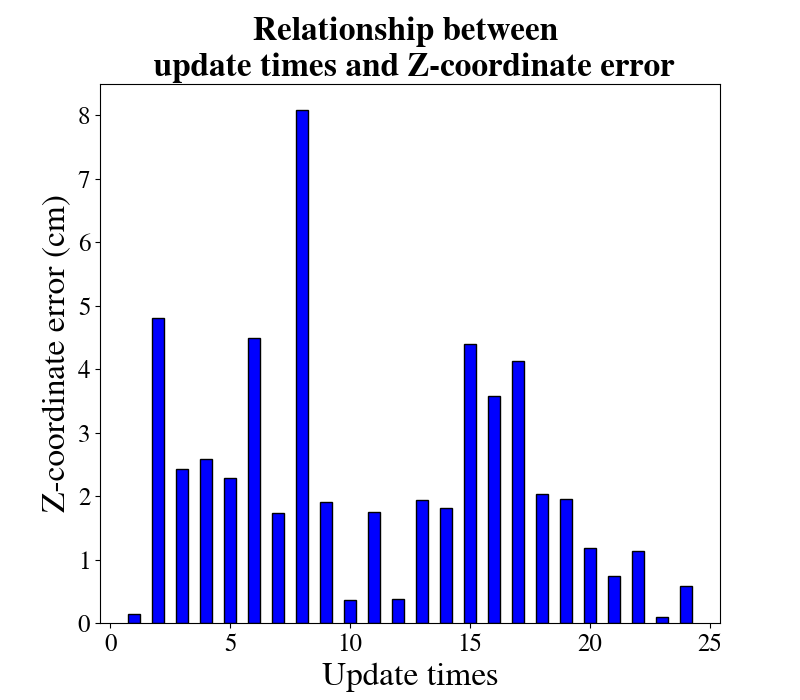 Relationship between
update times and Z-coordinate error
Z-coordinate error (cm)
8
7
6
5
4
3
2
1
0
0 5 10 15 20 25
Update times